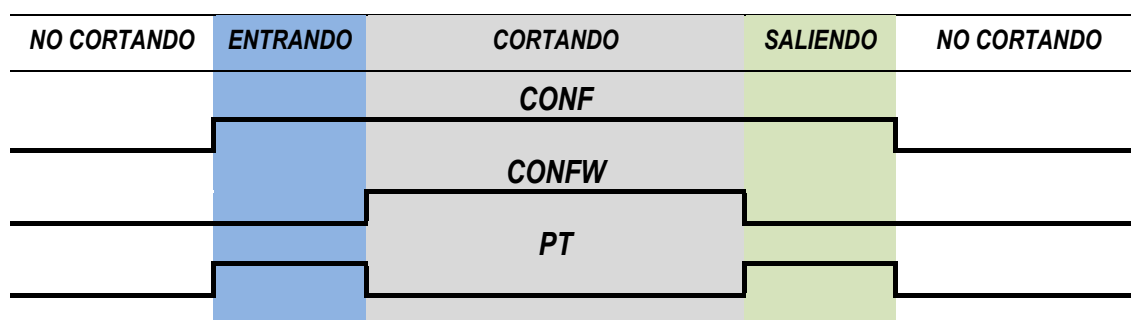 NO CORTANDO ENTRANDO CORTANDO SALIENDO NO CORTANDO
CONF
CONFW
PT